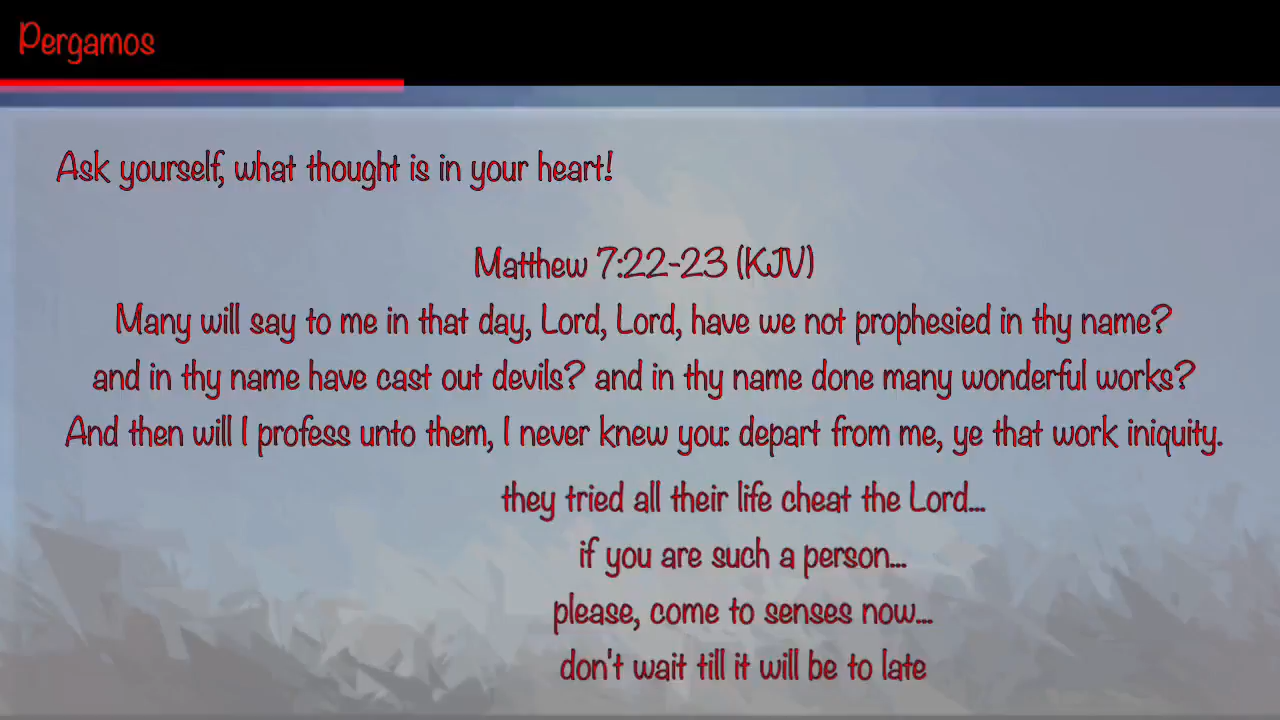 Pergamos
Ask yourself, what thought is in your heart!
Matthew 7:22-23 (KJV)
Many will say to me in that day, Lord, Lord, have we not prophesied in thy name?
and in thy name have cast out devils? and in thy name done many wonderful works?
And then will I profess unto them, I never knew you: depart from me, ye that work iniquity.
they tried all their life cheat the Lord...
if you are such a person...
please, come to senses now...
don't wait till it will be to late